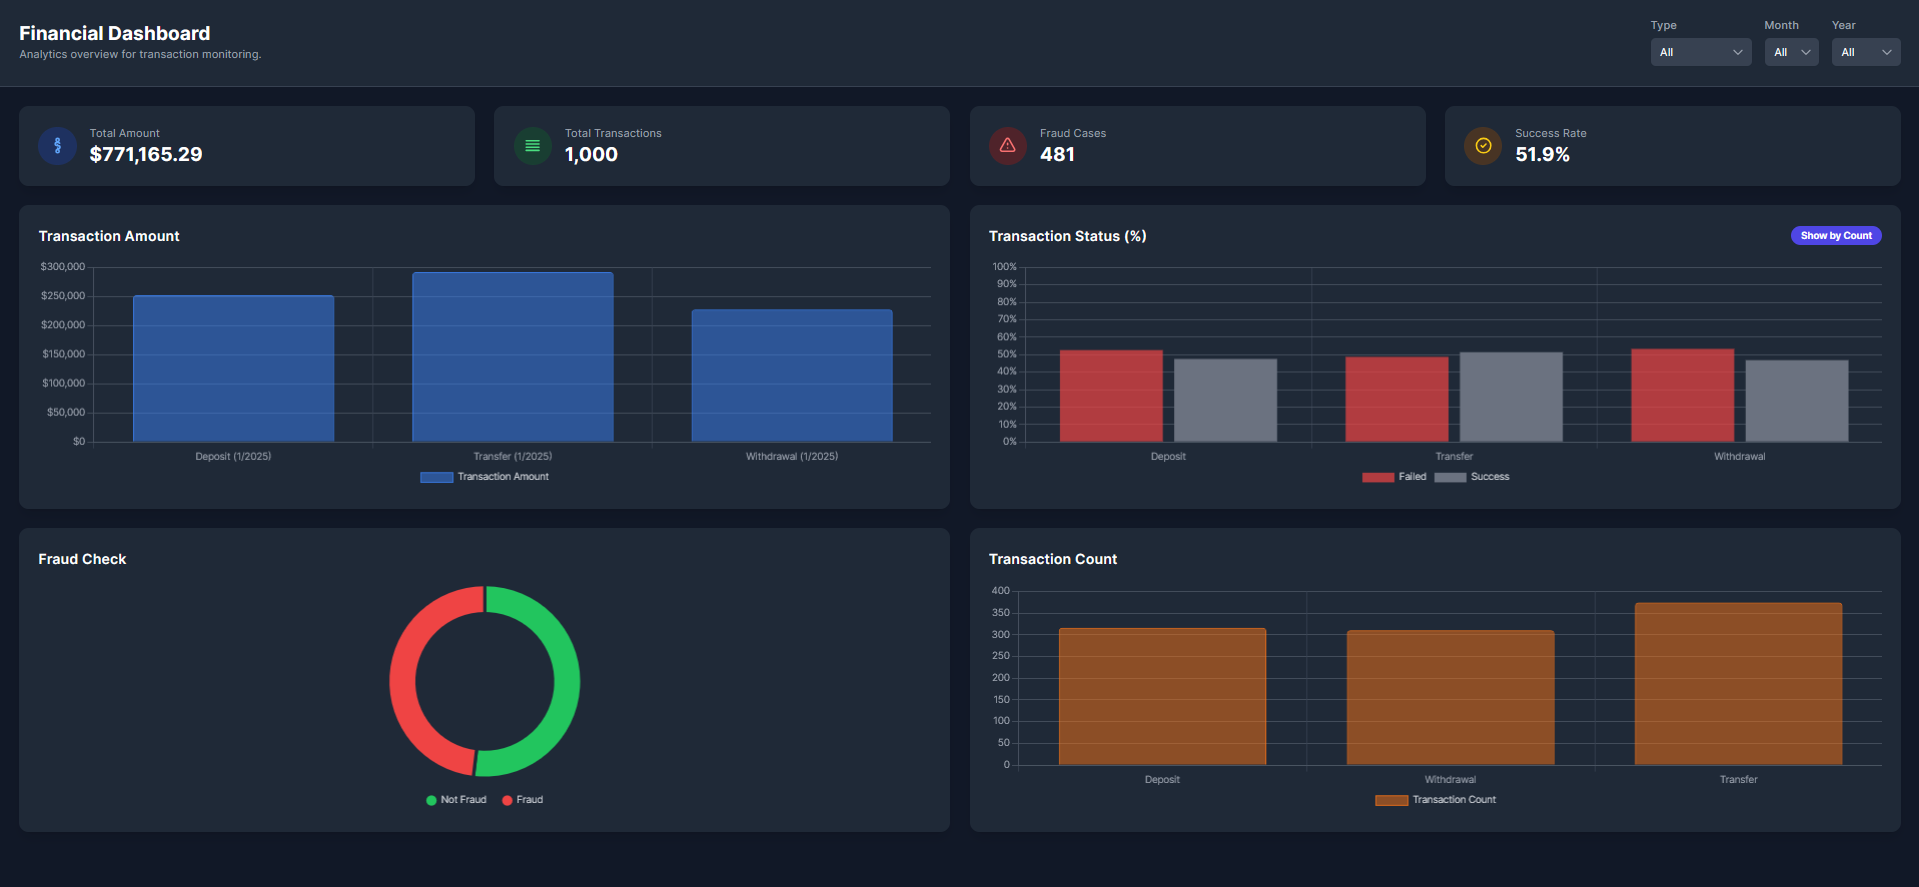 Financial Dashboard
Analytics overview for transaction monitoring.
Type
Month
Year
All
All
All
Total Amount
$771,165.29
Total Transactions
1,000
Fraud Cases
481
Success Rate
51.9%
Transaction Amount
$300,000
$250,000
$200,000
$150,000
$100,000
$50,000
$0
Deposit (1/2025)
Transfer (1/2025)
Withdrawal (1/2025)
Transaction Amount
Transaction Status (%)
Show by Count
100%
90%
80%
70%
60%
50%
40%
30%
20%
10%
0%
Deposit
Transfer
Withdrawal
Failed
Success
Fraud Check
Not Fraud
Fraud
Transaction Count
400
350
300
250
200
150
100
50
0
Deposit
Withdrawal
Transfer
Transaction Count